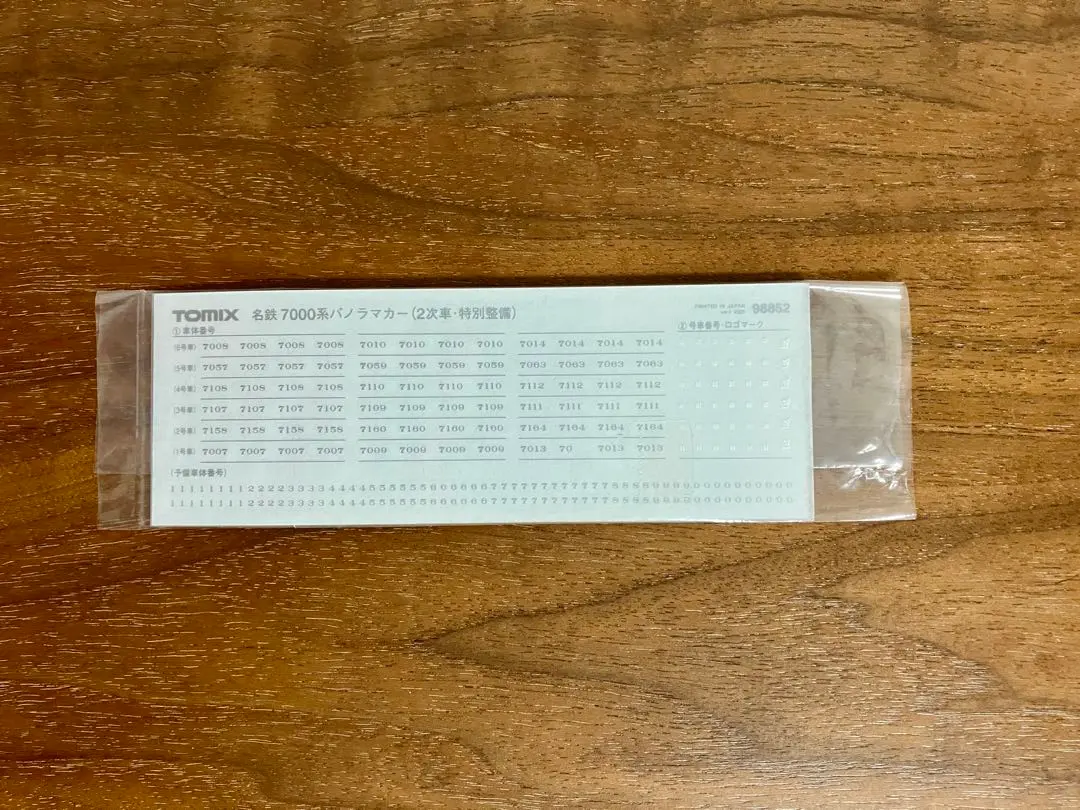 TOMIX 名鉄 7000系パノラマカー(2次車・特別整備) PRINTED IN JAPAN 98852
①車体番号 ②号車番号・ロゴマーク
(6号車) 7008 7008 7008 7008 7010 7010 7010 7010 7014 7014 7014 7014
(5号車) 7057 7057 7057 7057 7059 7059 7059 7059 7063 7063 7063 7063
(4号車) 7108 7108 7108 7108 7110 7110 7110 7110 7112 7112 7112 7112
(3号車) 7107 7107 7107 7107 7109 7109 7109 7109 7111 7111 7111 7111
(2号車) 7158 7158 7158 7158 7160 7160 7160 7160 7164 7164 7164 7164
(1号車) 7007 7007 7007 7007 7009 7009 7009 7009 7013 70 7013 7013
(予備車体番号)